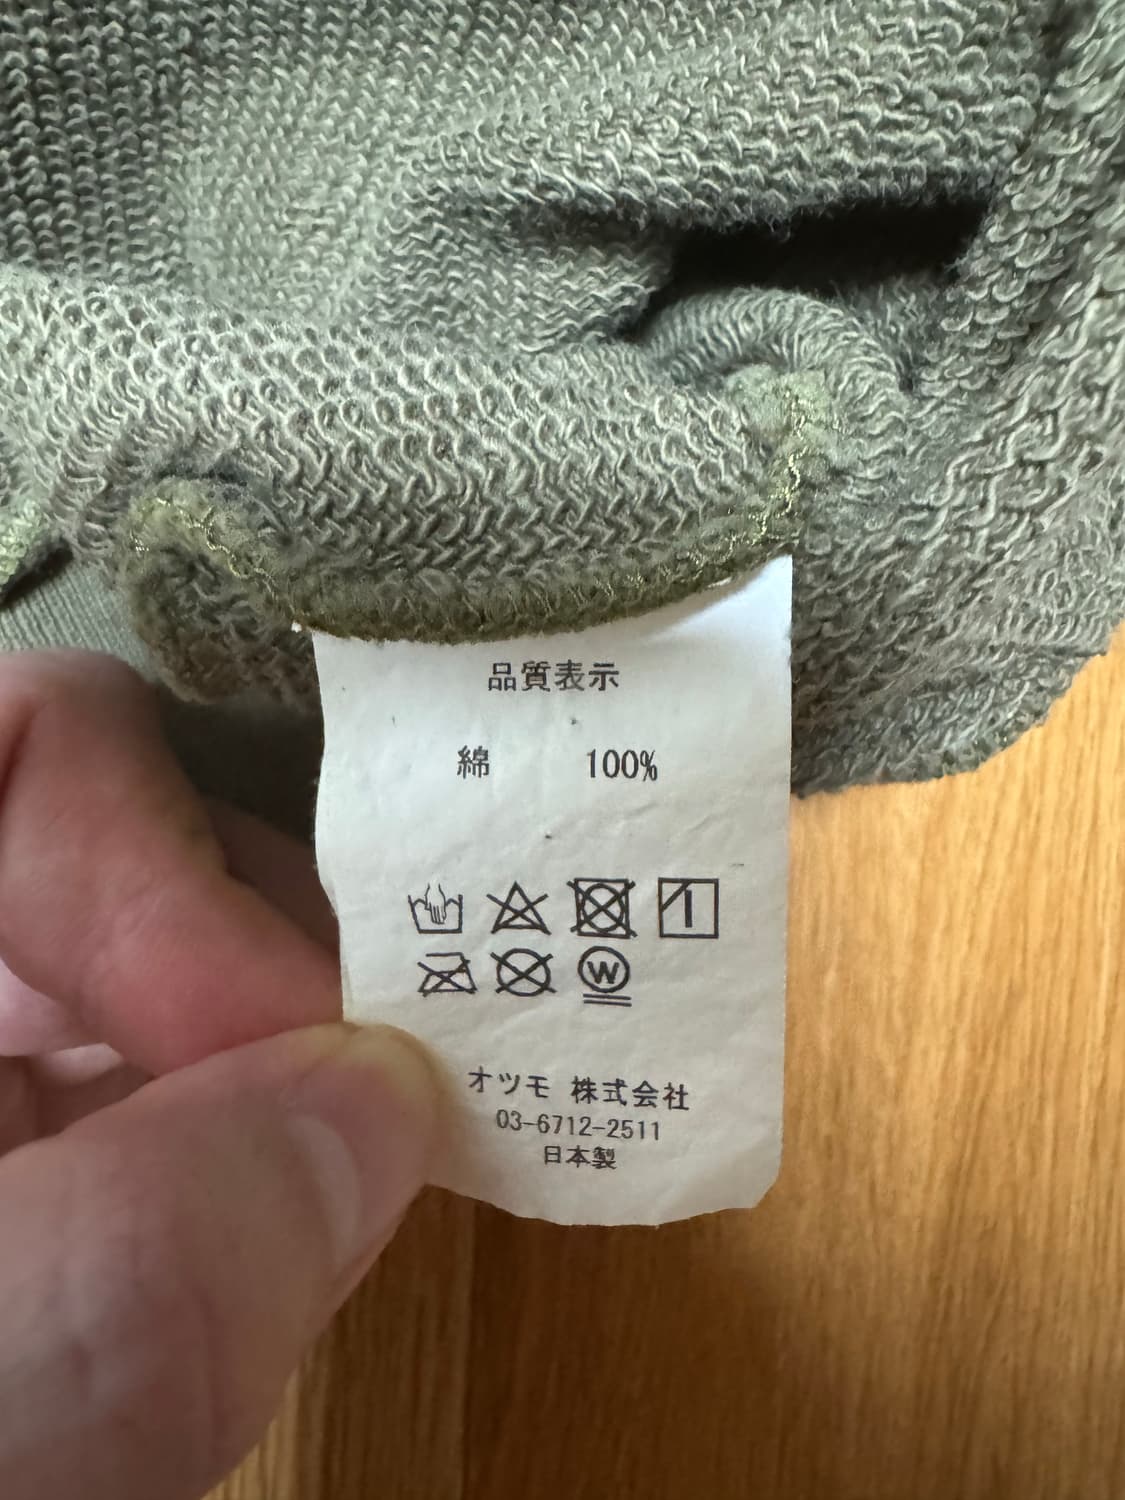 品質表示
綿 100%
W
オツモ 株式会社
03-6712-2511
日本製